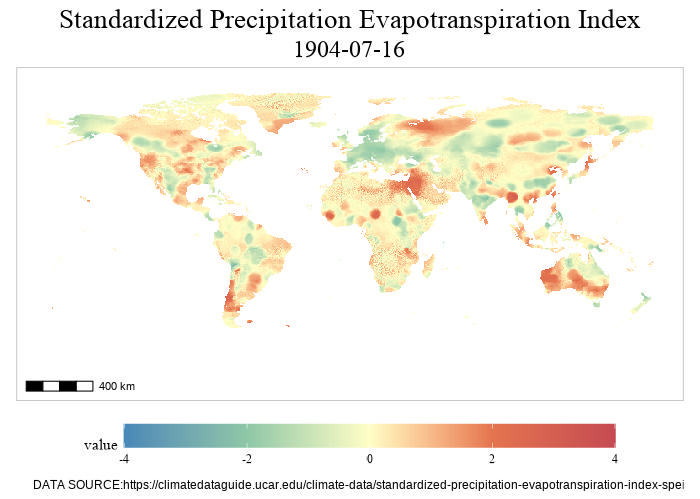 Standardized Precipitation Evapotranspiration Index
1904-07-16
400 km
value
-4 -2 0 2 4
DATA SOURCE:https://climatedataguide.ucar.edu/climate-data/standardized-precipitation-evapotranspiration-index-spei